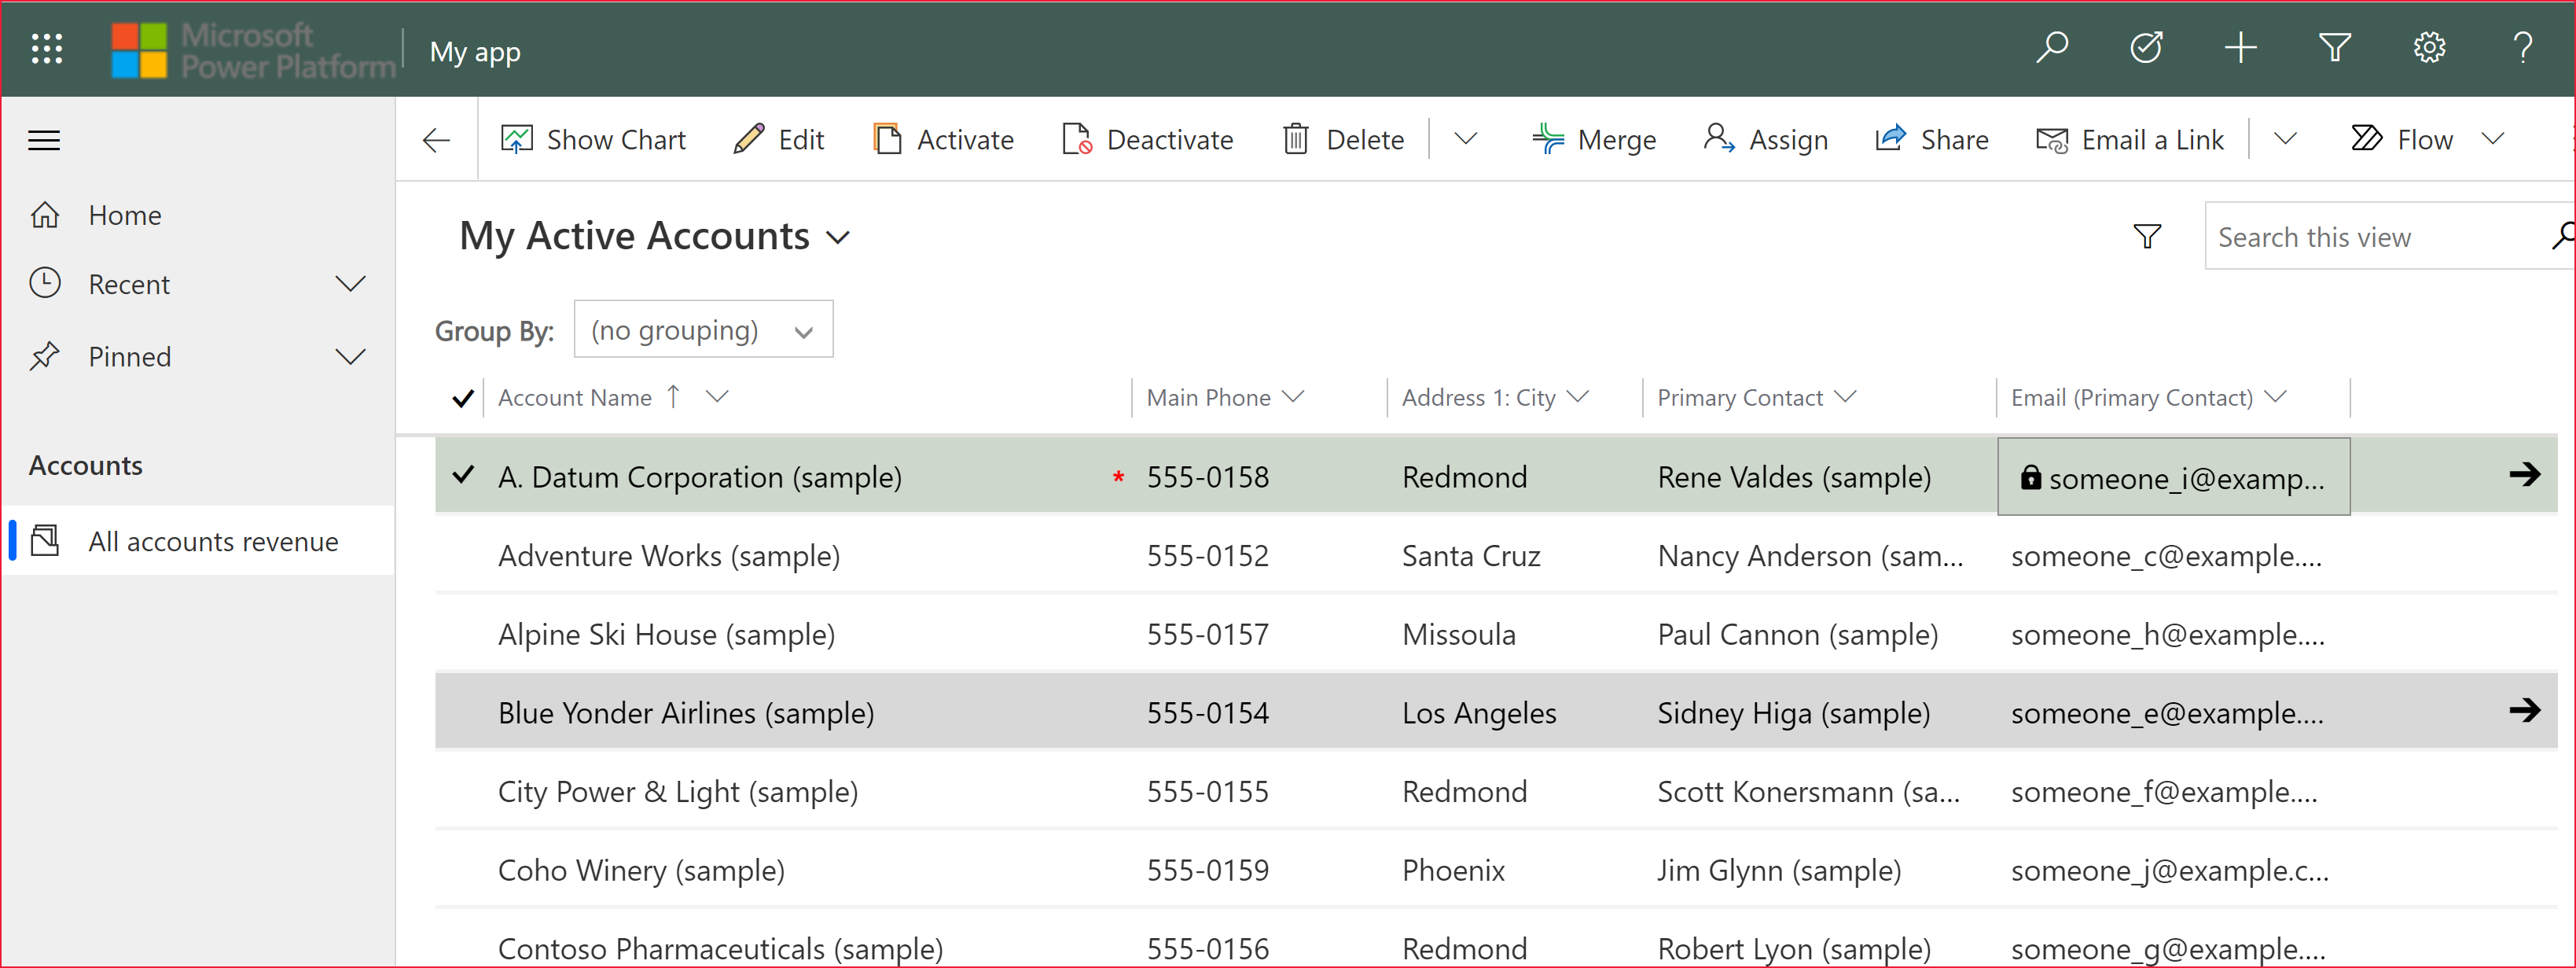 Microsoft
Power Platform
My app
Show Chart Edit Activate Deactivate Delete Merge Assign Share Email a Link Flow
Home
Recent
Pinned
Accounts
All accounts revenue
My Active Accounts
Search this view
Group By: (no grouping)
Account Name Main Phone Address 1: City Primary Contact Email (Primary Contact)
A. Datum Corporation (sample) * 555-0158 Redmond Rene Valdes (sample) someone_i@examp...
Adventure Works (sample) 555-0152 Santa Cruz Nancy Anderson (sam... someone_c@example....
Alpine Ski House (sample) 555-0157 Missoula Paul Cannon (sample) someone_h@example....
Blue Yonder Airlines (sample) 555-0154 Los Angeles Sidney Higa (sample) someone_e@example....
City Power & Light (sample) 555-0155 Redmond Scott Konersmann (sa... someone_f@example....
Coho Winery (sample) 555-0159 Phoenix Jim Glynn (sample) someone_j@example.c...
Contoso Pharmaceuticals (sample) 555-0156 Redmond Robert Lyon (sample) someone_g@example....